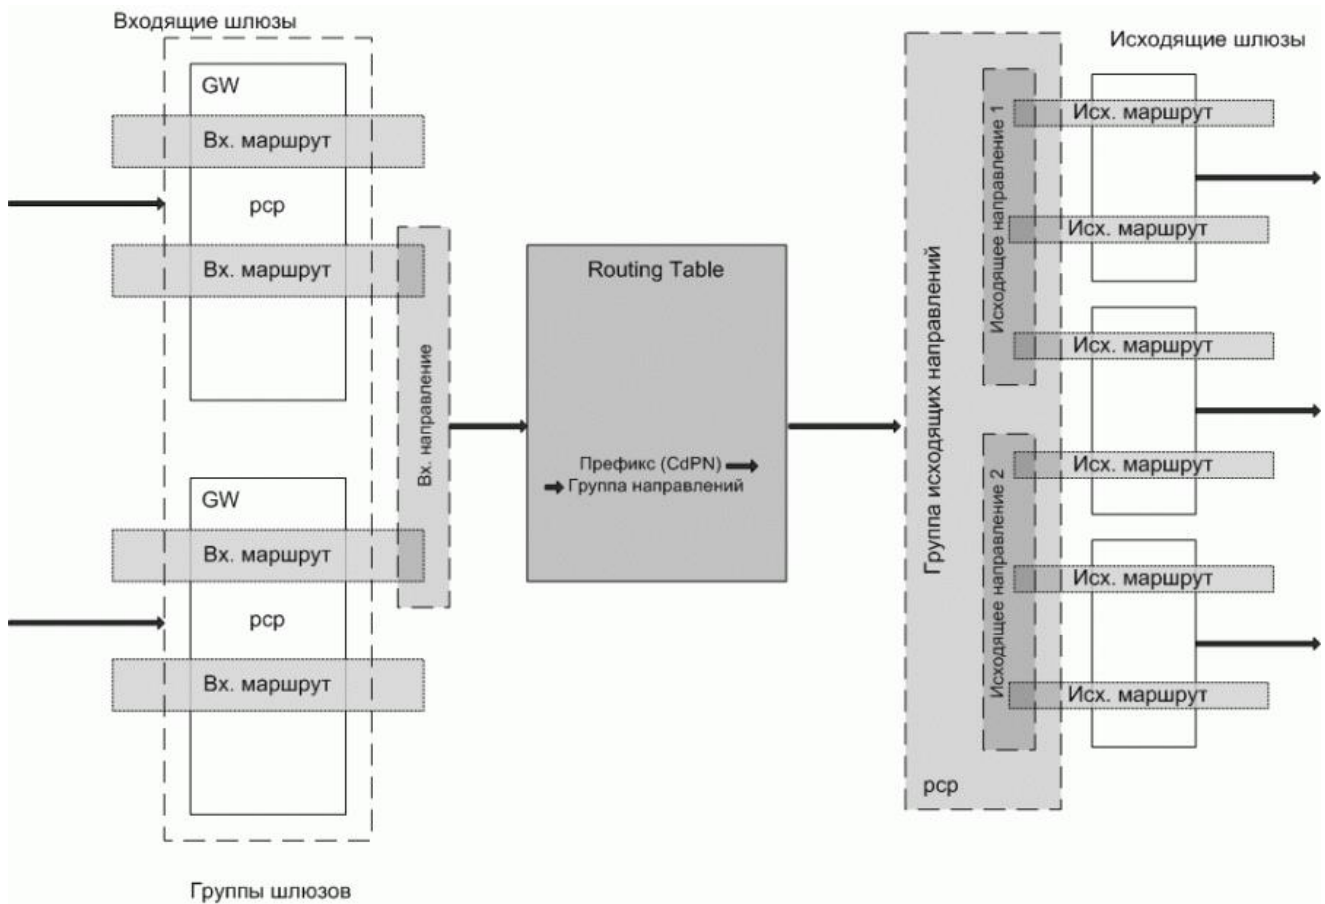 Входящие шлюзы
GW
Вх. маршрут
pcp
Вх. маршрут
GW
Вх. маршрут
pcp
Вх. маршрут
Группы шлюзов
Вх. направление
Routing Table
Префикс (CdPN)
Группа направлений
Группа исходящих направлений
pcp
Исходящее направление 1
Исходящее направление 2
Исходящие шлюзы
Исх. маршрут
Исх. маршрут
Исх. маршрут
Исх. маршрут
Исх. маршрут
Исх. маршрут